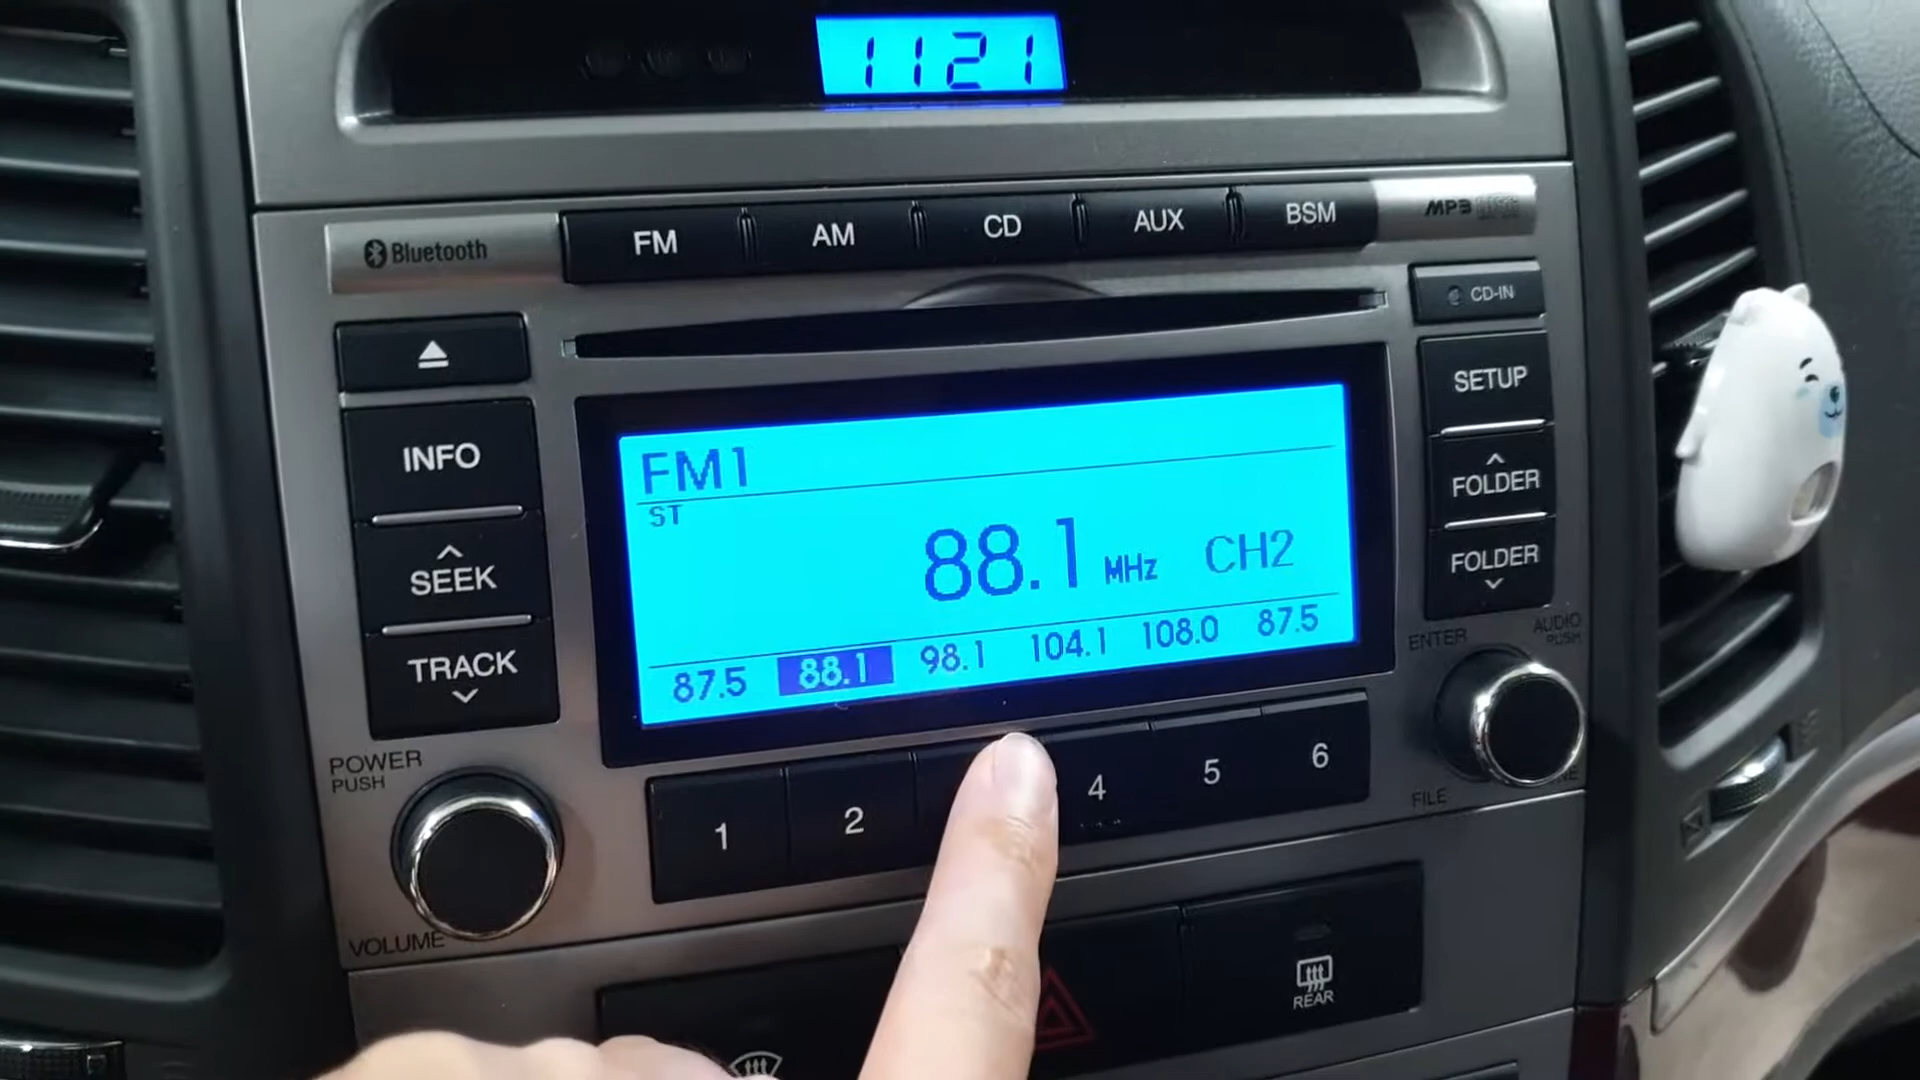 1121
Bluetooth
FM
AM
CD
AUX
BSM
MP3
CD-IN
INFO
SEEK
TRACK
SETUP
FOLDER
FOLDER
FM1
ST
88.1 MHz CH2
87.5 88.1 98.1 104.1 108.0 87.5
ENTER
AUDIO
PUSH
POWER
PUSH
VOLUME
FILE
1
2
4
5
6
REAR